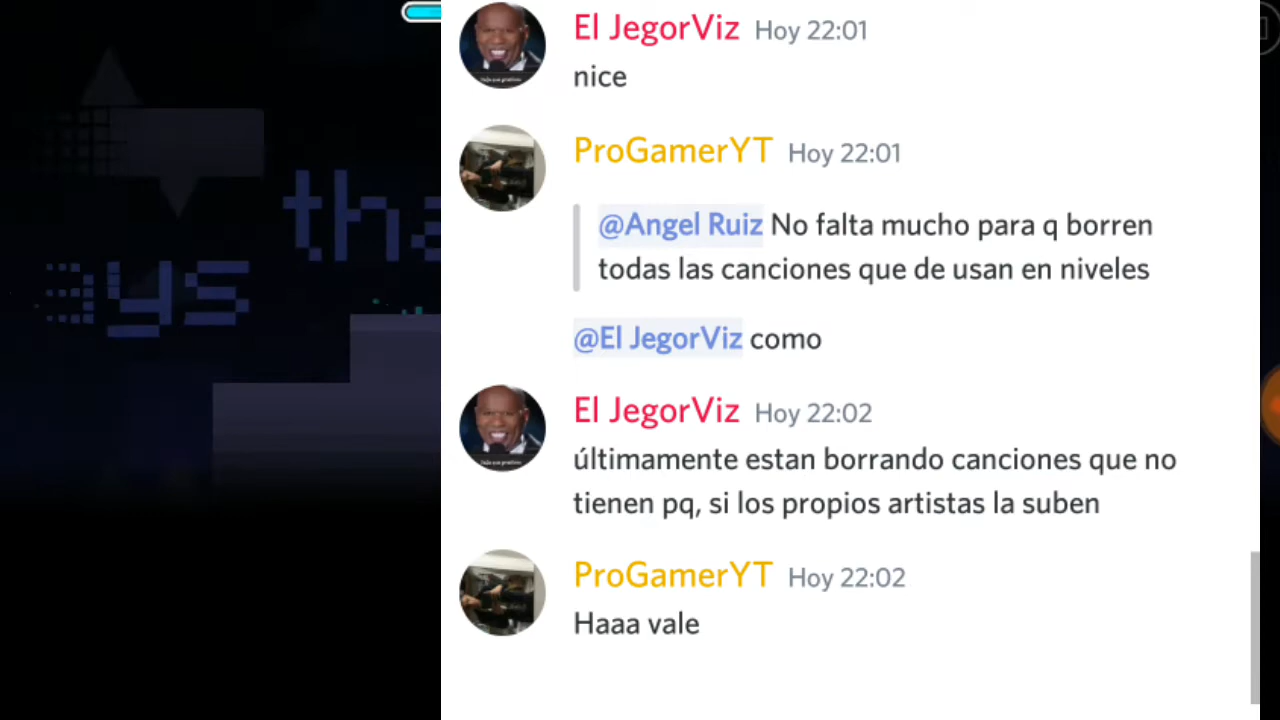 El JegorViz Hoy 22:01
nice
ProGamerYT Hoy 22:01
@Angel Ruiz No falta mucho para q borren
todas las canciones que de usan en niveles
@El JegorViz como
El JegorViz Hoy 22:02
últimamente estan borrando canciones que no
tienen pq, si los propios artistas la suben
ProGamerYT Hoy 22:02
Haaa vale
tha
ays